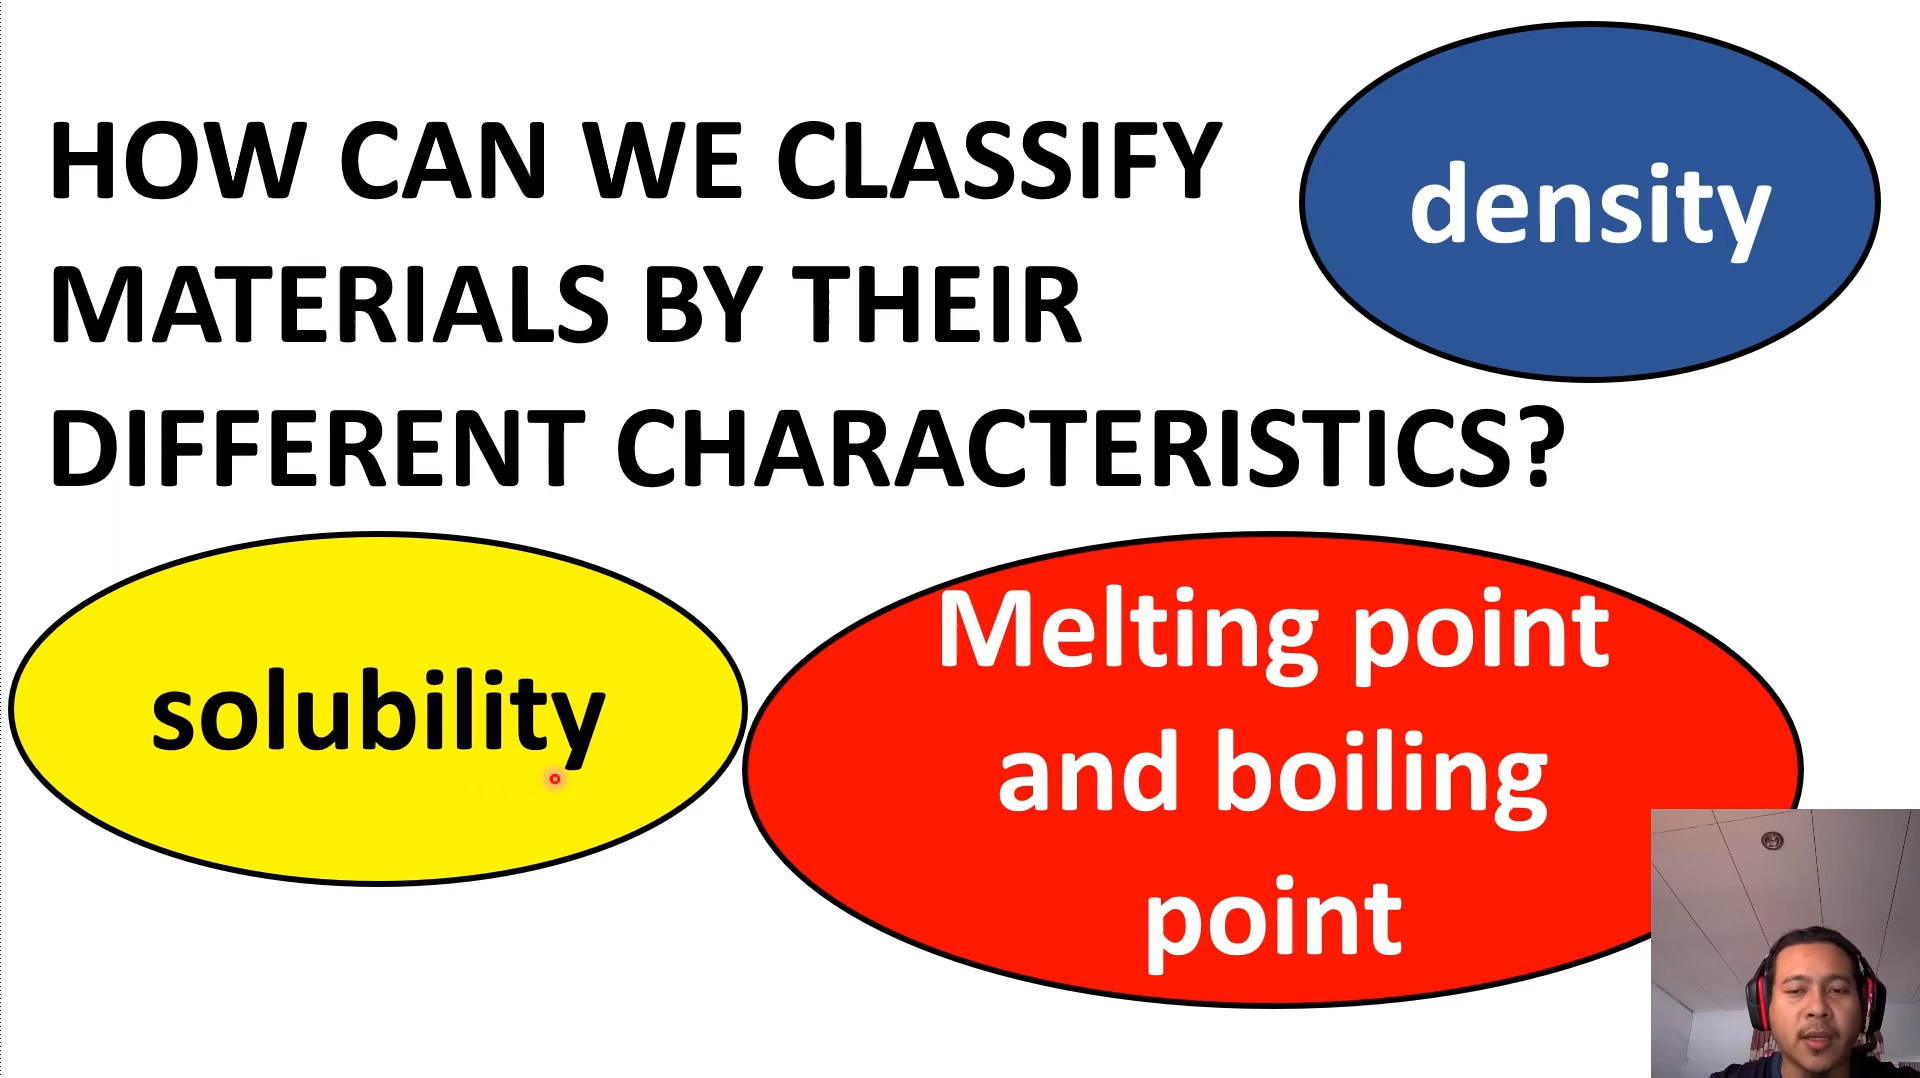 HOW CAN WE CLASSIFY
MATERIALS BY THEIR
DIFFERENT CHARACTERISTICS?
density
solubility
Melting point
and boiling
point